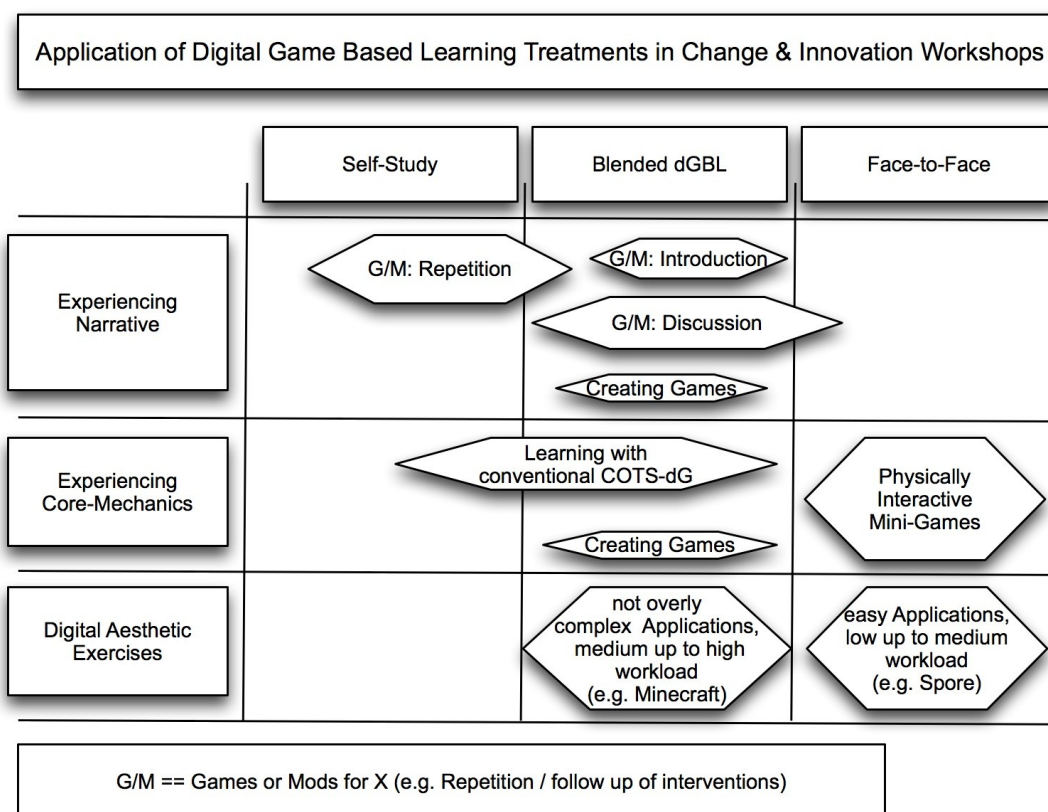 Application of Digital Game Based Learning Treatments in Change & Innovation Workshops
Self-Study
Blended dGBL
Face-to-Face
Experiencing
Narrative
G/M: Repetition
G/M: Introduction
G/M: Discussion
Creating Games
Experiencing
Core-Mechanics
Learning with
conventional COTS-dG
Creating Games
Physically
Interactive
Mini-Games
Digital Aesthetic
Exercises
not overly
complex Applications,
medium up to high
workload
(e.g. Minecraft)
easy Applications,
low up to medium
workload
(e.g. Spore)
G/M == Games or Mods for X (e.g. Repetition / follow up of interventions)